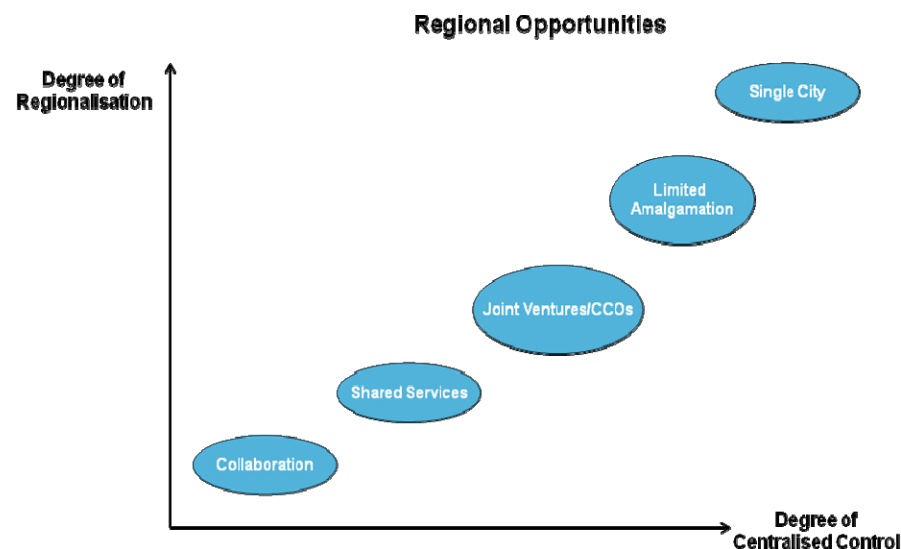 Regional Opportunities
Degree of
Regionalisation
Single City
Limited
Amalgamation
Joint Ventures/CCOs
Shared Services
Collaboration
Degree of
Centralised Control